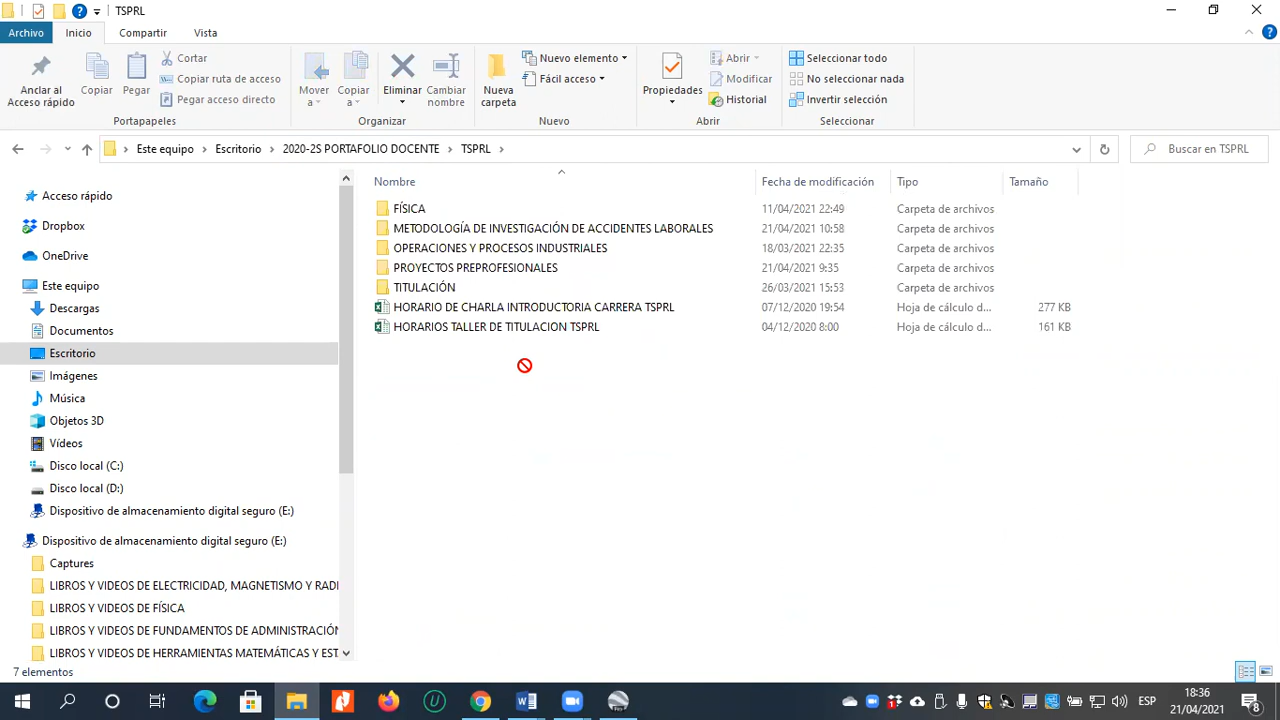 TSPRL
Archivo Inicio Compartir Vista
Anclar al Acceso rápido
Copiar
Pegar
Cortar
Copiar ruta de acceso
Pegar acceso directo
Portapapeles
Mover a
Copiar a
Eliminar
Cambiar nombre
Organizar
Nueva carpeta
Nuevo elemento
Fácil acceso
Nuevo
Propiedades
Abrir
Modificar
Historial
Abrir
Seleccionar todo
No seleccionar nada
Invertir selección
Seleccionar
Este equipo > Escritorio > 2020-2S PORTAFOLIO DOCENTE > TSPRL >
Buscar en TSPRL
Acceso rápido
Dropbox
OneDrive
Este equipo
Descargas
Documentos
Escritorio
Imágenes
Música
Objetos 3D
Vídeos
Disco local (C:)
Disco local (D:)
Dispositivo de almacenamiento digital seguro (E:)
Dispositivo de almacenamiento digital seguro (E:)
Captures
LIBROS Y VIDEOS DE ELECTRICIDAD, MAGNETISMO Y RADI
LIBROS Y VIDEOS DE FÍSICA
LIBROS Y VIDEOS DE FUNDAMENTOS DE ADMINISTRACIÓN
LIBROS Y VIDEOS DE HERRAMIENTAS MATEMÁTICAS Y EST
Nombre Fecha de modificación Tipo Tamaño
FÍSICA 11/04/2021 22:49 Carpeta de archivos
METODOLOGÍA DE INVESTIGACIÓN DE ACCIDENTES LABORALES 21/04/2021 10:58 Carpeta de archivos
OPERACIONES Y PROCESOS INDUSTRIALES 18/03/2021 22:35 Carpeta de archivos
PROYECTOS PREPROFESIONALES 21/04/2021 9:35 Carpeta de archivos
TITULACIÓN 26/03/2021 15:53 Carpeta de archivos
HORARIO DE CHARLA INTRODUCTORIA CARRERA TSPRL 07/12/2020 19:54 Hoja de cálculo d... 277 KB
HORARIOS TALLER DE TITULACION TSPRL 04/12/2020 8:00 Hoja de cálculo d... 161 KB
7 elementos
ESP
18:36
21/04/2021
8